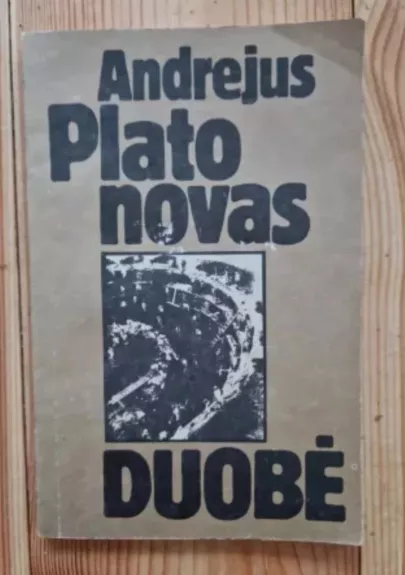 Andrejus
Plato
novas
DUOBĖ